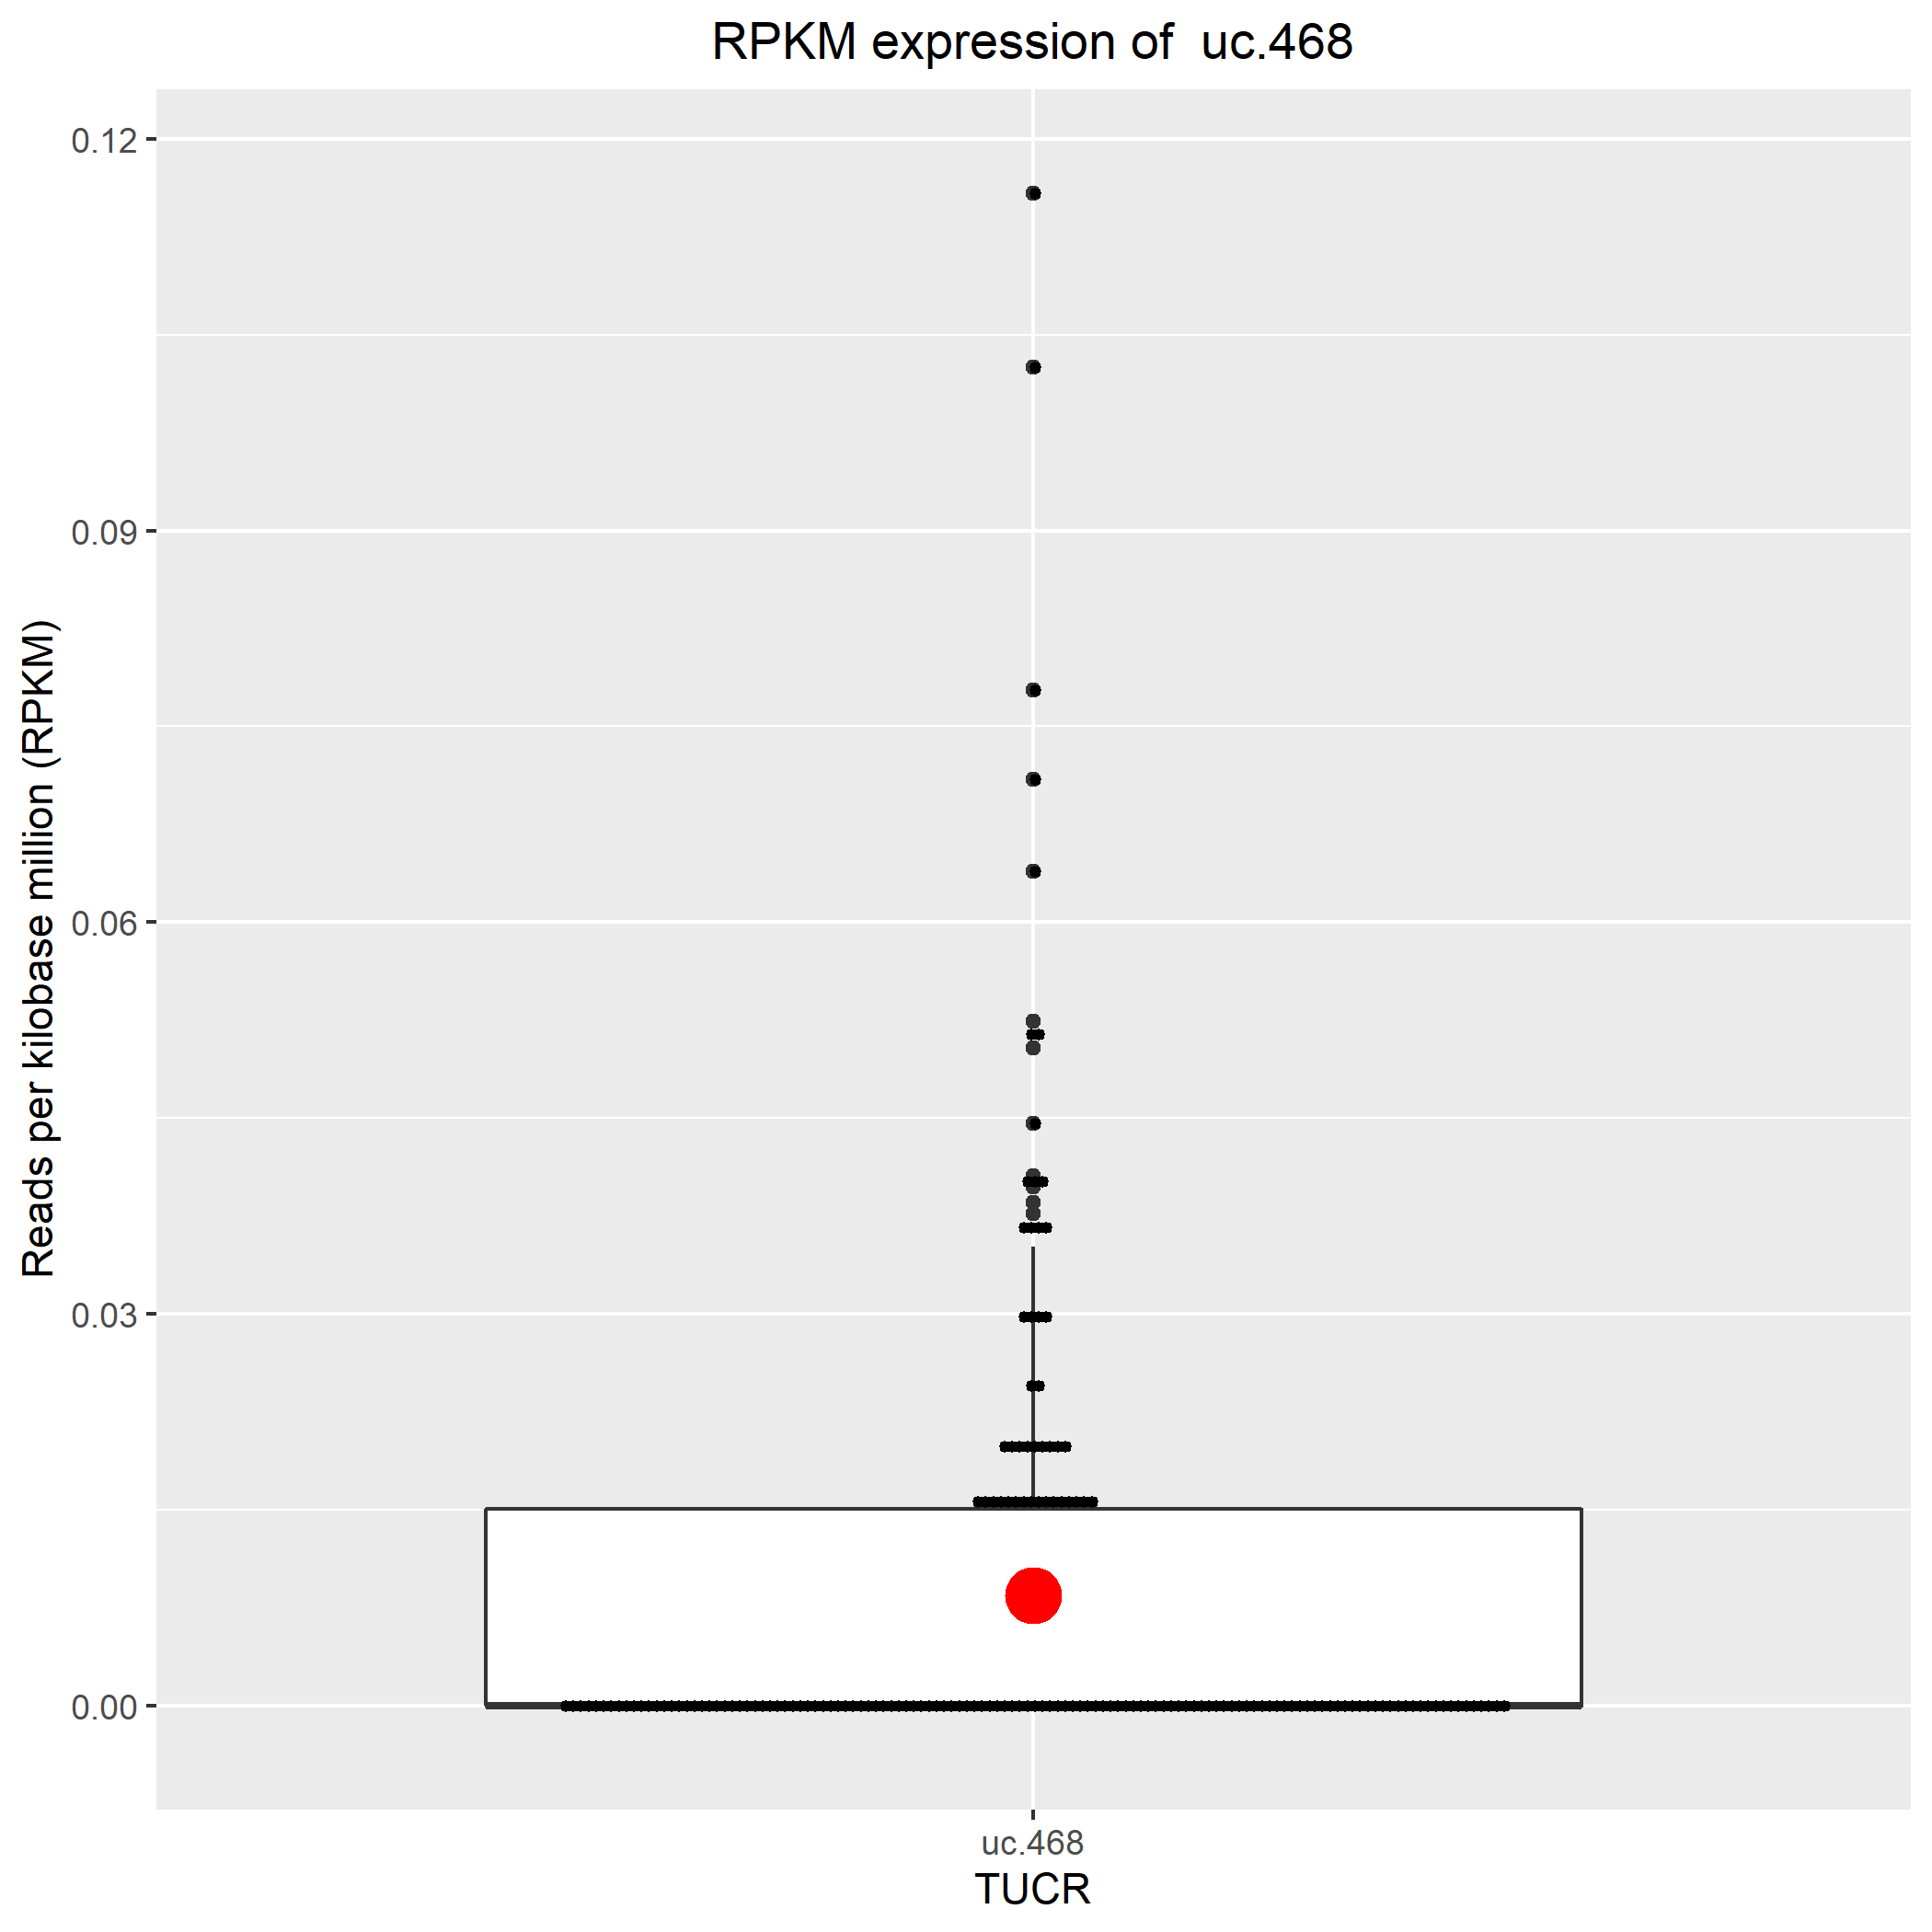 RPKM expression of  uc.468
Reads per kilobase million (RPKM)
0.12
0.09
0.06
0.03
0.00
uc.468
TUCR